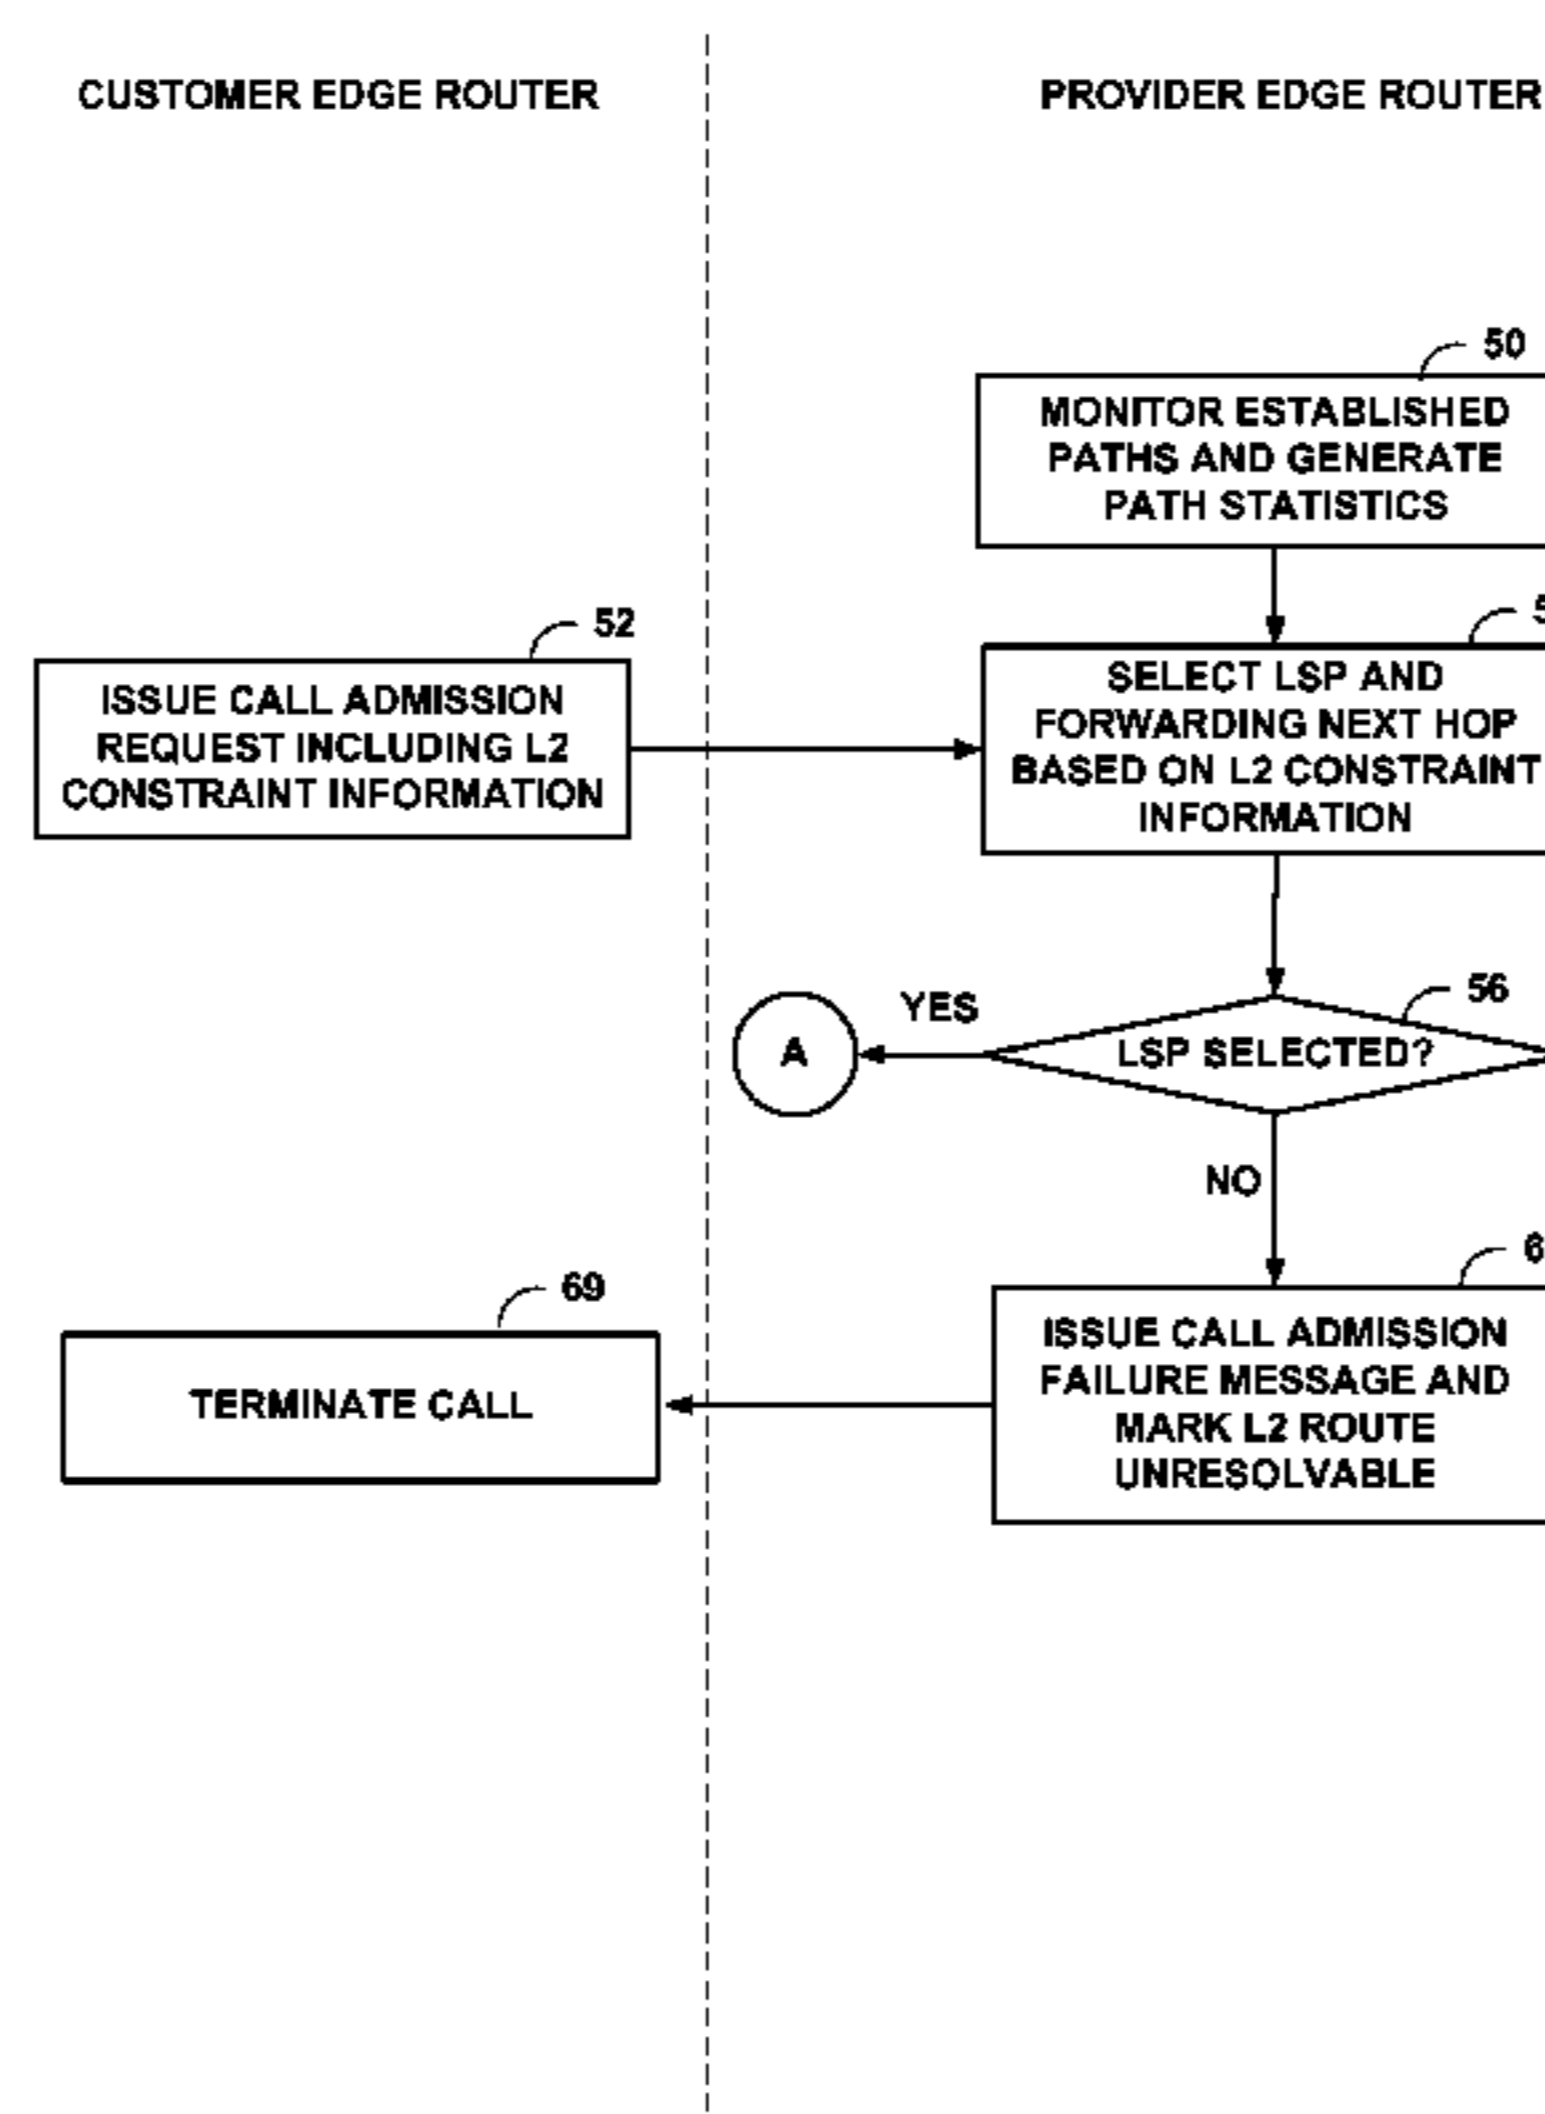 CUSTOMER EDGE ROUTER
PROVIDER EDGE ROUTER
50
MONITOR ESTABLISHED
PATHS AND GENERATE
PATH STATISTICS
52
ISSUE CALL ADMISSION
REQUEST INCLUDING L2
CONSTRAINT INFORMATION
SELECT LSP AND
FORWARDING NEXT HOP
BASED ON L2 CONSTRAINT
INFORMATION
56
YES
A
LSP SELECTED?
NO
69
TERMINATE CALL
ISSUE CALL ADMISSION
FAILURE MESSAGE AND
MARK L2 ROUTE
UNRESOLVABLE